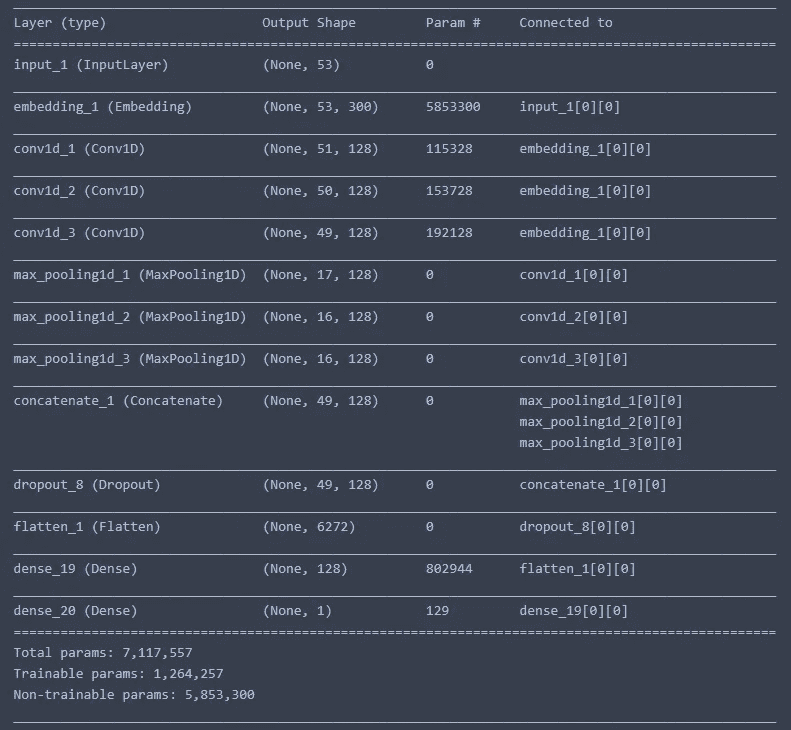 Layer (type) Output Shape Param # Connected to
input_1 (InputLayer) (None, 53) 0
embedding_1 (Embedding) (None, 53, 300) 5853300 input_1[0][0]
conv1d_1 (Conv1D) (None, 51, 128) 115328 embedding_1[0][0]
conv1d_2 (Conv1D) (None, 50, 128) 153728 embedding_1[0][0]
conv1d_3 (Conv1D) (None, 49, 128) 192128 embedding_1[0][0]
max_pooling1d_1 (MaxPooling1D) (None, 17, 128) 0 conv1d_1[0][0]
max_pooling1d_2 (MaxPooling1D) (None, 16, 128) 0 conv1d_2[0][0]
max_pooling1d_3 (MaxPooling1D) (None, 16, 128) 0 conv1d_3[0][0]
concatenate_1 (Concatenate) (None, 49, 128) 0 max_pooling1d_1[0][0]
max_pooling1d_2[0][0]
max_pooling1d_3[0][0]
dropout_8 (Dropout) (None, 49, 128) 0 concatenate_1[0][0]
flatten_1 (Flatten) (None, 6272) 0 dropout_8[0][0]
dense_19 (Dense) (None, 128) 802944 flatten_1[0][0]
dense_20 (Dense) (None, 1) 129 dense_19[0][0]
Total params: 7,117,557
Trainable params: 1,264,257
Non-trainable params: 5,853,300